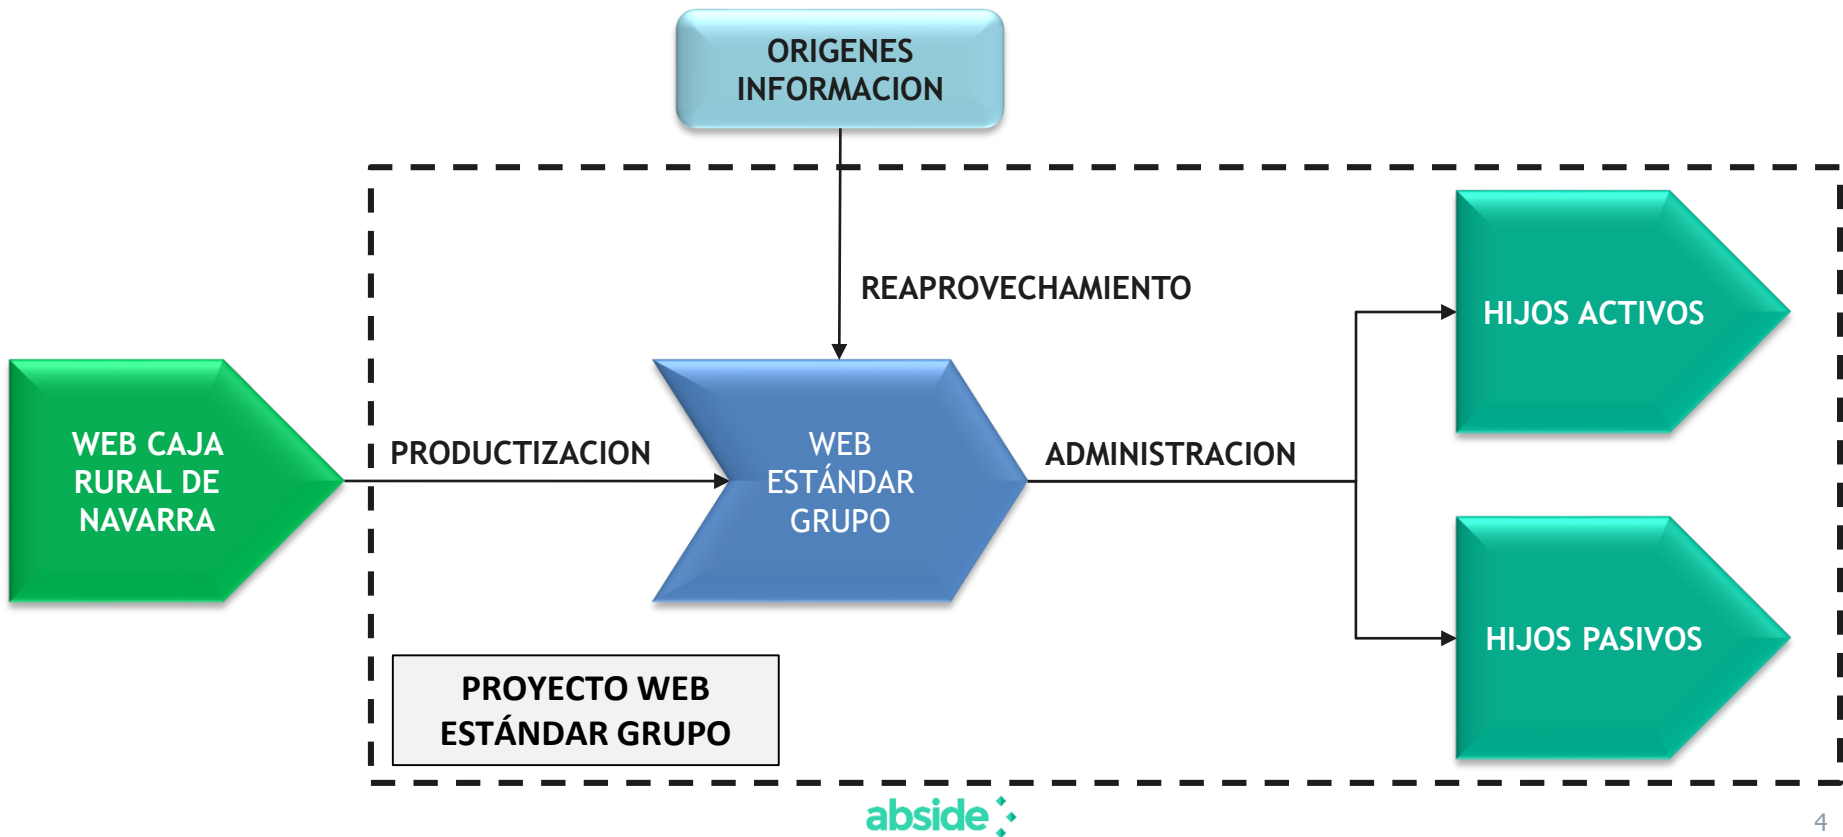 ORIGENES
INFORMACION
REAPROVECHAMIENTO
HIJOS ACTIVOS
WEB CAJA
RURAL DE
NAVARRA
PRODUCTIZACION
WEB
ESTÁNDAR
GRUPO
ADMINISTRACION
HIJOS PASIVOS
PROYECTO WEB
ESTÁNDAR GRUPO
abside
4